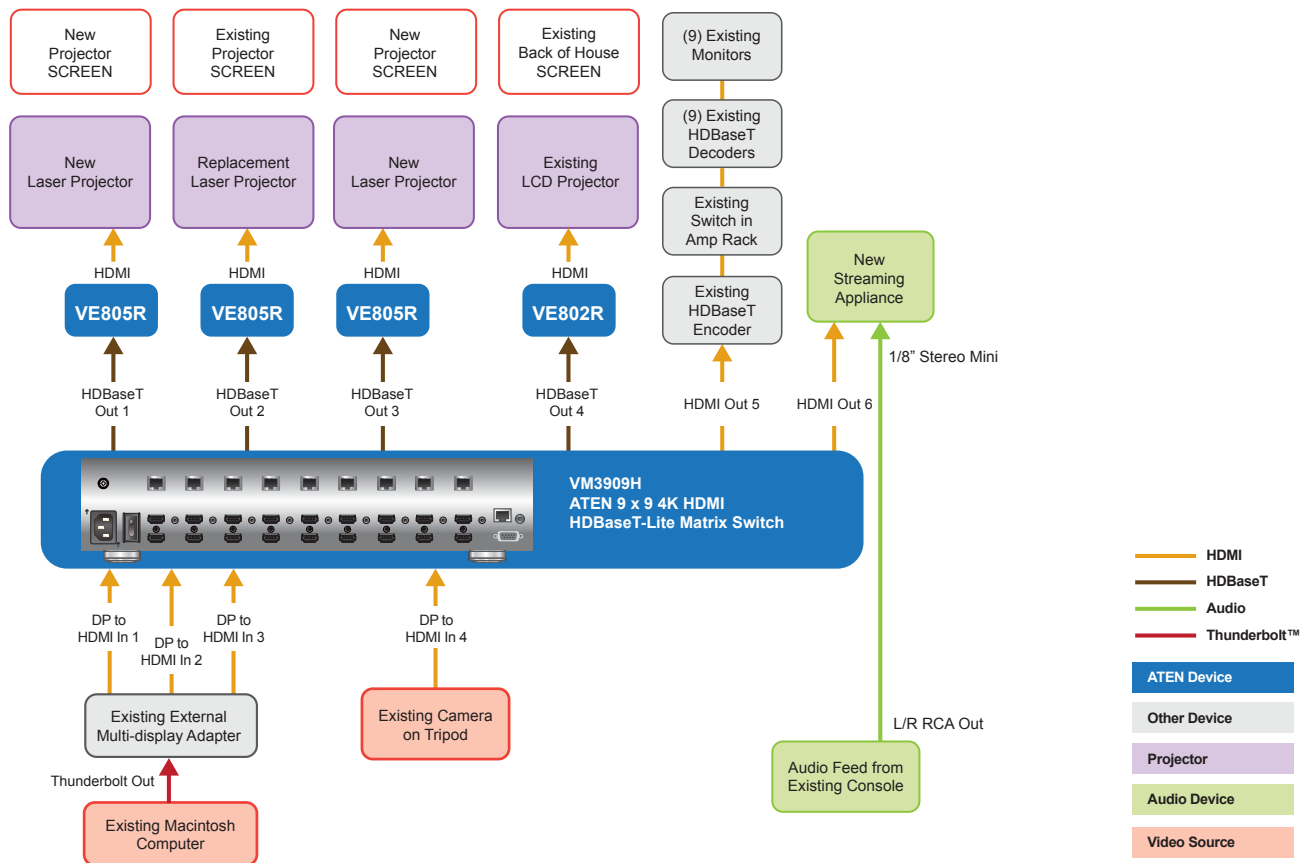 New
Projector
SCREEN
Existing
Projector
SCREEN
New
Projector
SCREEN
Existing
Back of House
SCREEN
(9) Existing
Monitors
(9) Existing
HDBaseT
Decoders
New
Laser Projector
Replacement
Laser Projector
New
Laser Projector
Existing
LCD Projector
Existing
Switch in
Amp Rack
New
Streaming
Appliance
HDMI
HDMI
HDMI
HDMI
VE805R
VE805R
VE805R
VE802R
Existing
HDBaseT
Encoder
1/8” Stereo Mini
HDBaseT
Out 1
HDBaseT
Out 2
HDBaseT
Out 3
HDBaseT
Out 4
HDMI Out 5
HDMI Out 6
VM3909H
ATEN 9 x 9 4K HDMI
HDBaseT-Lite Matrix Switch
DP to
HDMI In 1
DP to
HDMI In 2
DP to
HDMI In 3
DP to
HDMI In 4
Existing External
Multi-display Adapter
Existing Camera
on Tripod
L/R RCA Out
Thunderbolt Out
Audio Feed from
Existing Console
Existing Macintosh
Computer
HDMI
HDBaseT
Audio
Thunderbolt™
ATEN Device
Other Device
Projector
Audio Device
Video Source